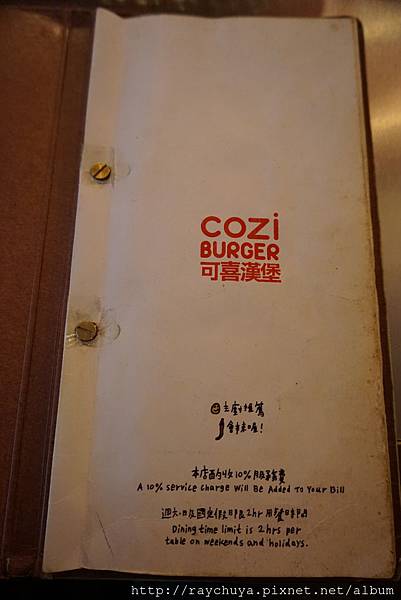 cozi
BURGER
可喜漢堡
主廚推薦
會辣喔!
本店酌收10%服務費
A 10% Service Charge Will Be Added To Your Bill
週六.日及國定假日限2hr用餐時間
Dining time limit is 2hrs per
table on weekends and holidays.
http://raychuya.pixnet.net/album